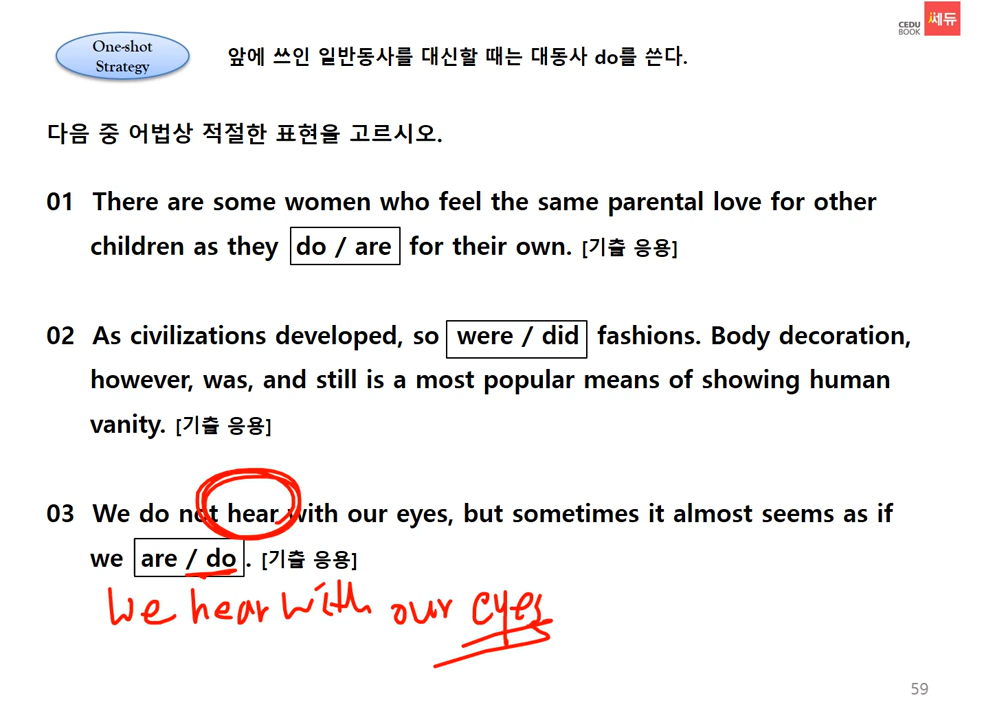 CEDU
BOOK
쎄듀
One-shot
Strategy
앞에 쓰인 일반동사를 대신할 때는 대동사 do를 쓴다.
다음 중 어법상 적절한 표현을 고르시오.
01 There are some women who feel the same parental love for other
children as they do / are for their own. [기출 응용]
02 As civilizations developed, so were / did fashions. Body decoration,
however, was, and still is a most popular means of showing human
vanity. [기출 응용]
03 We do not hear with our eyes, but sometimes it almost seems as if
we are / do. [기출 응용]
We hear with our eyes
59